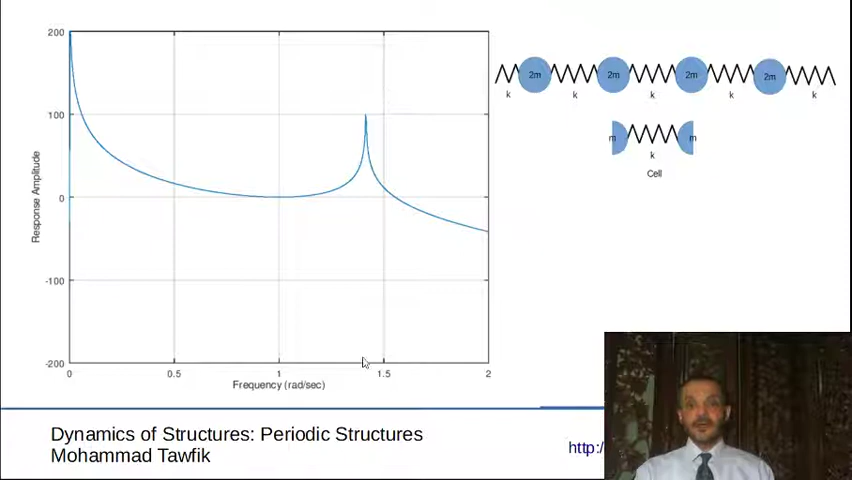 200
100
0
-100
-200
Response Amplitude
0
0.5
1
1.5
2
Frequency (rad/sec)
2m
2m
2m
2m
k
k
k
k
k
m
m
k
Cell
Dynamics of Structures: Periodic Structures
Mohammad Tawfik
http:/